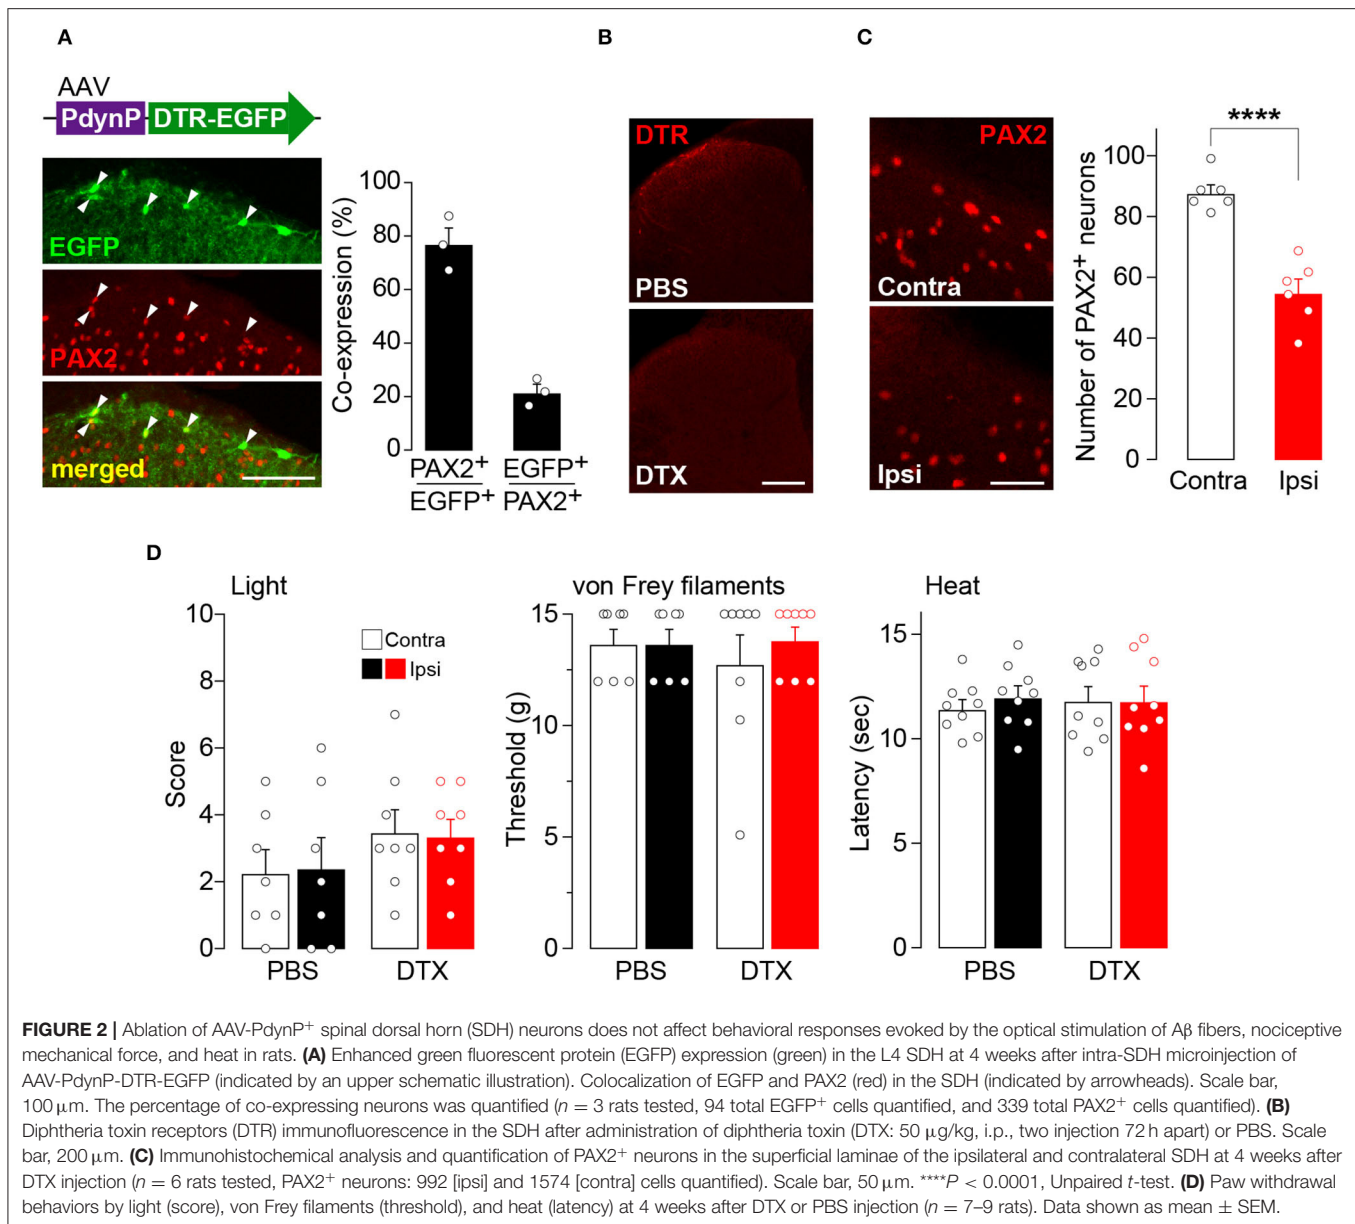 A
AAV
PdynP DTR-EGFP
EGFP
PAX2
merged
Co-expression (%)
100
80
60
40
20
0
PAX2+
EGFP+
EGFP+
PAX2+
B
DTR
PBS
DTX
C
PAX2
Contra
Ipsi
Number of PAX2+ neurons
****
100
80
60
40
20
0
Contra Ipsi
D
Light
Score
10
8
6
4
2
0
Contra
Ipsi
PBS DTX
von Frey filaments
Threshold (g)
15
10
5
0
PBS DTX
Heat
Latency (sec)
15
10
5
0
PBS DTX
FIGURE 2 | Ablation of AAV-PdynP+ spinal dorsal horn (SDH) neurons does not affect behavioral responses evoked by the optical stimulation of Aβ fibers, nociceptive
mechanical force, and heat in rats. (A) Enhanced green fluorescent protein (EGFP) expression (green) in the L4 SDH at 4 weeks after intra-SDH microinjection of
AAV-PdynP-DTR-EGFP (indicated by an upper schematic illustration). Colocalization of EGFP and PAX2 (red) in the SDH (indicated by arrowheads). Scale bar,
100 μm. The percentage of co-expressing neurons was quantified (n = 3 rats tested, 94 total EGFP+ cells quantified, and 339 total PAX2+ cells quantified). (B)
Diphtheria toxin receptors (DTR) immunofluorescence in the SDH after administration of diphtheria toxin (DTX: 50 μg/kg, i.p., two injection 72 h apart) or PBS. Scale
bar, 200 μm. (C) Immunohistochemical analysis and quantification of PAX2+ neurons in the superficial laminae of the ipsilateral and contralateral SDH at 4 weeks after
DTX injection (n = 6 rats tested, PAX2+ neurons: 992 [ipsi] and 1574 [contra] cells quantified). Scale bar, 50 μm. ****P < 0.0001, Unpaired t-test. (D) Paw withdrawal
behaviors by light (score), von Frey filaments (threshold), and heat (latency) at 4 weeks after DTX or PBS injection (n = 7–9 rats). Data shown as mean ± SEM.